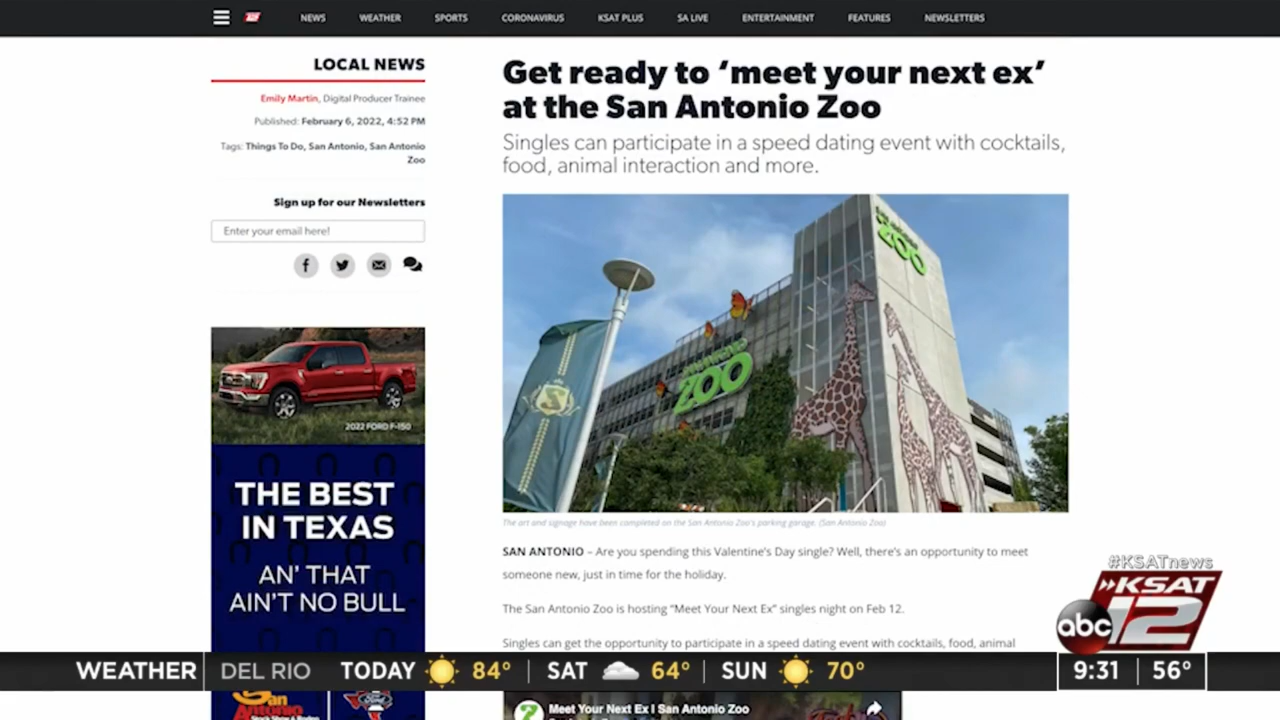 NEWS WEATHER SPORTS CORONAVIRUS KSAT PLUS SA LIVE ENTERTAINMENT FEATURES NEWSLETTERS
LOCAL NEWS
Emily Martin, Digital Producer Trainee
Published: February 6, 2022, 4:52 PM
Tags: Things To Do, San Antonio, San Antonio
Zoo
Sign up for our Newsletters
Enter your email here!
2022 FORD F-150
THE BEST
IN TEXAS
AN' THAT
AIN'T NO BULL
San
Antonio
Stock Show & Rodeo
Get ready to ‘meet your next ex’
at the San Antonio Zoo
Singles can participate in a speed dating event with cocktails,
food, animal interaction and more.
SAN ANTONIO
ZOO
SAN ANTONIO
ZOO
The art and signage have been completed on the San Antonio Zoo's parking garage. (San Antonio Zoo)
SAN ANTONIO – Are you spending this Valentine's Day single? Well, there's an opportunity to meet
someone new, just in time for the holiday.
The San Antonio Zoo is hosting “Meet Your Next Ex” singles night on Feb 12.
Singles can get the opportunity to participate in a speed dating event with cocktails, food, animal
Meet Your Next Ex | San Antonio Zoo
#KSATnews
KSAT
abc 12
WEATHER DEL RIO TODAY 84° SAT 64° SUN 70° 9:31 56°